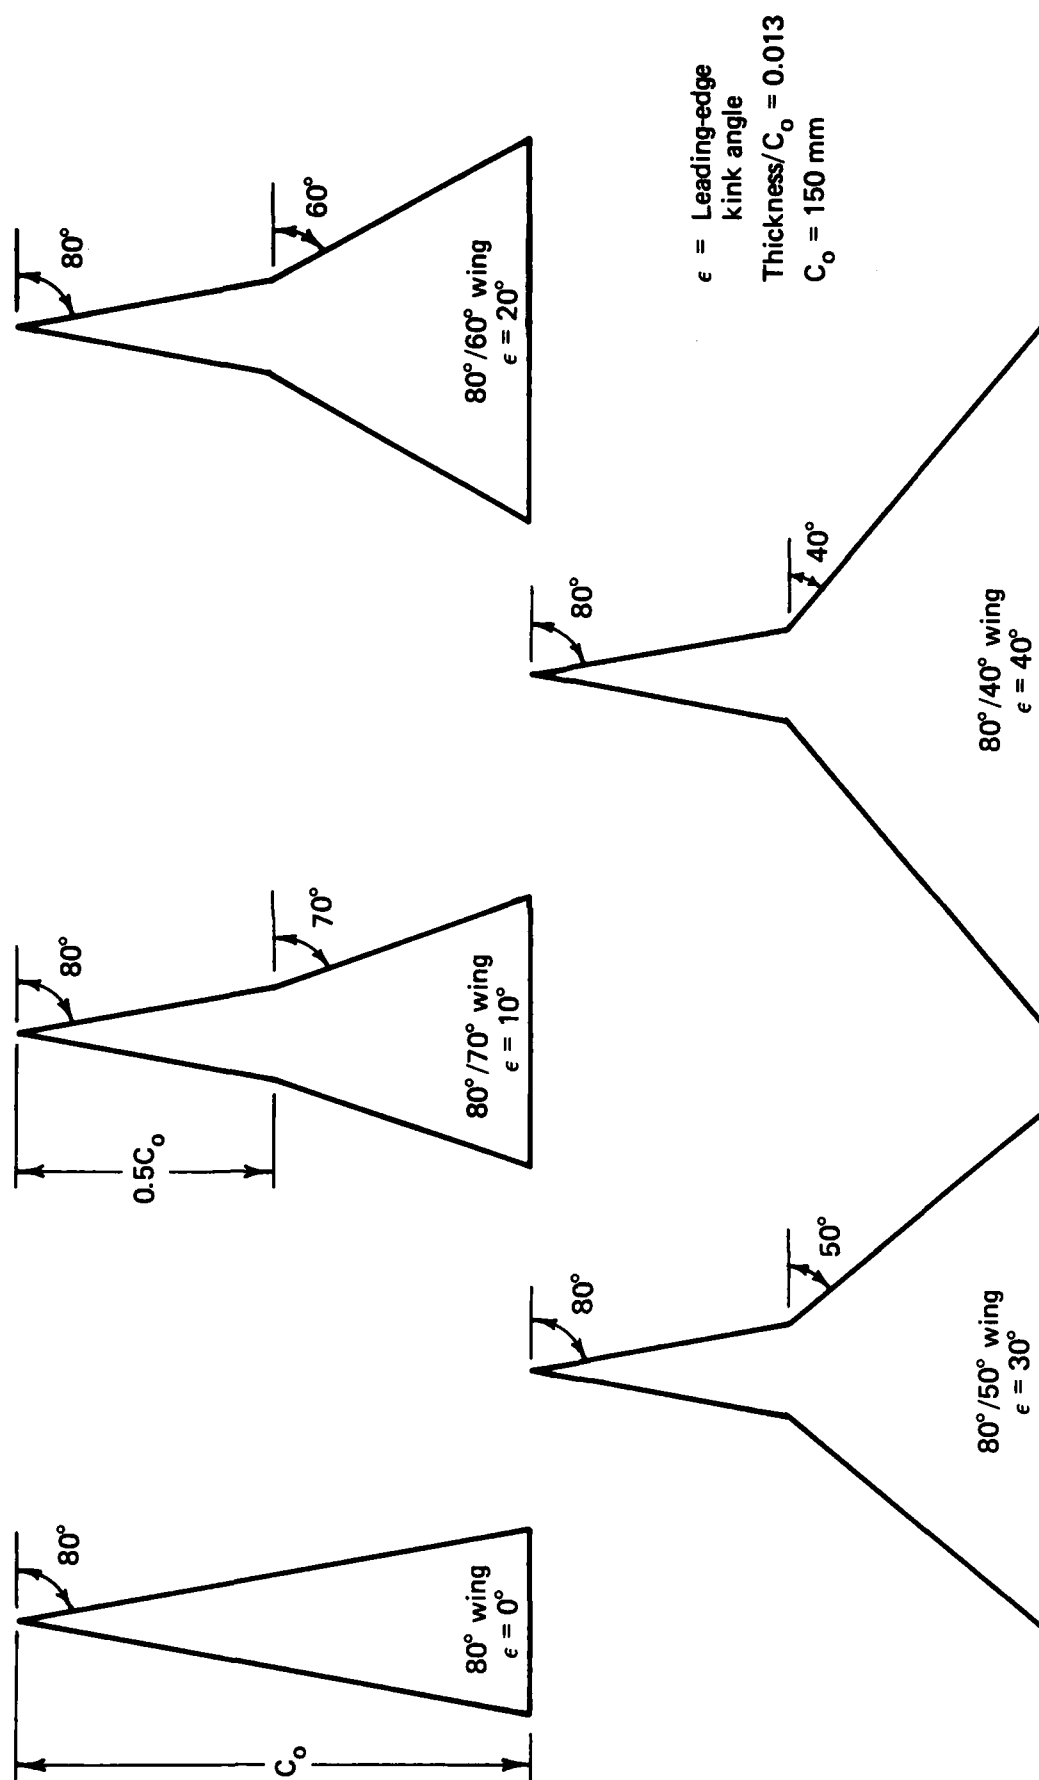 C₀
80°
80° wing
ϵ = 0°
0.5C₀
80°
70°
80°/70° wing
ϵ = 10°
80°
60°
80°/60° wing
ϵ = 20°
80°
50°
80°/50° wing
ϵ = 30°
80°
40°
80°/40° wing
ϵ = 40°
ϵ = Leading-edge
kink angle
Thickness/C₀ = 0.013
C₀ = 150 mm